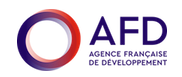 AFD
AGENCE FRANÇAISE
DE DÉVELOPPEMENT